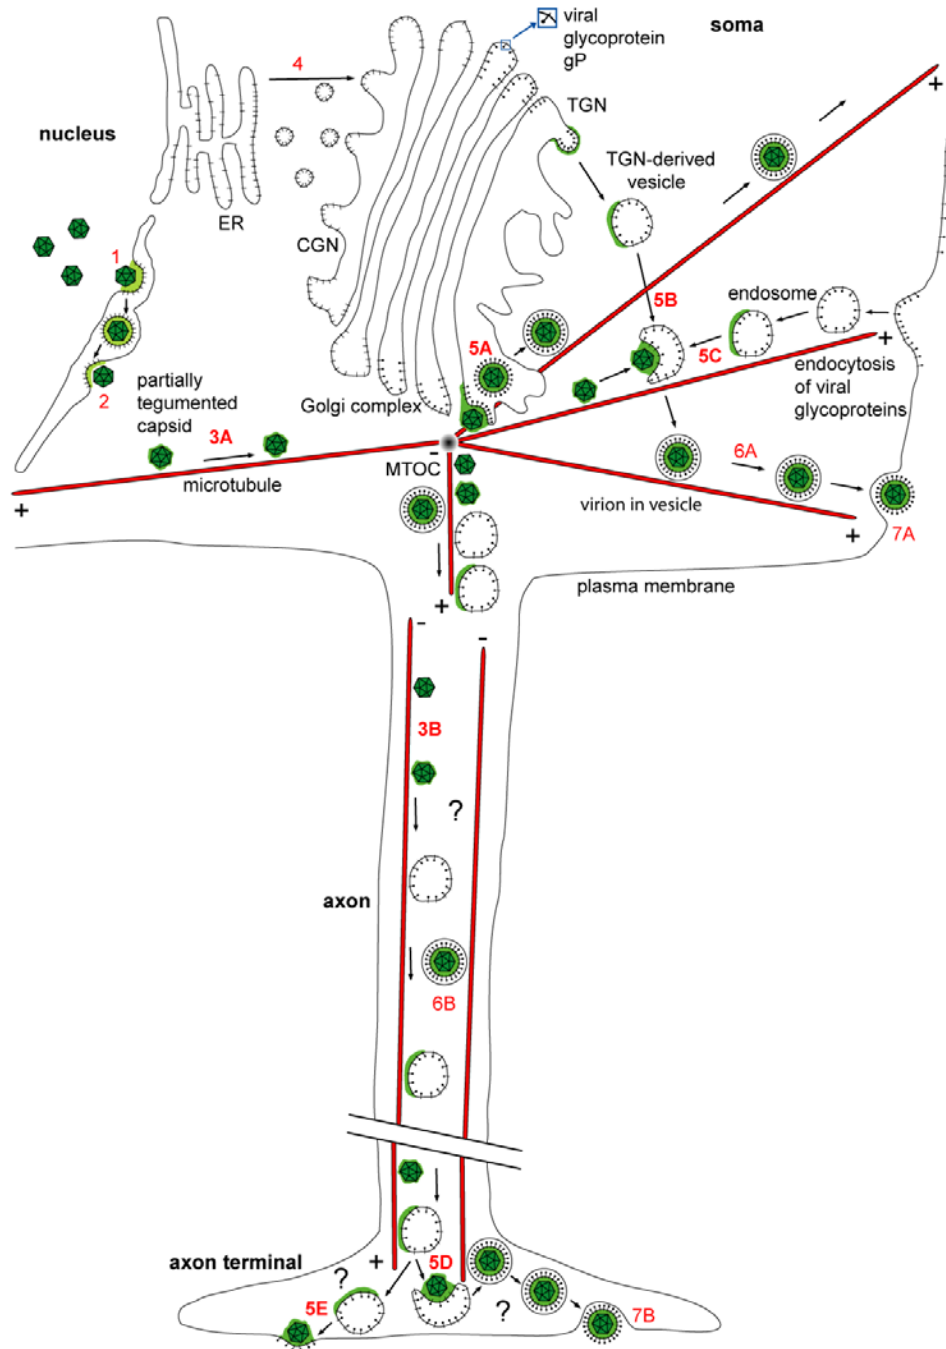 viral
glycoprotein
gP
soma
4
+
TGN
nucleus
TGN-derived
vesicle
ER
CGN
1
endosome
5B
5A
5C
+
2
partially
tegumented
capsid
endocytosis
of viral
glycoproteins
Golgi complex
3A
-
MTOC
6A
microtubule
virion in vesicle
+
+
7A
plasma membrane
+
-
-
3B
?
axon
6B
axon terminal
+
5D
?
5E
?
7B